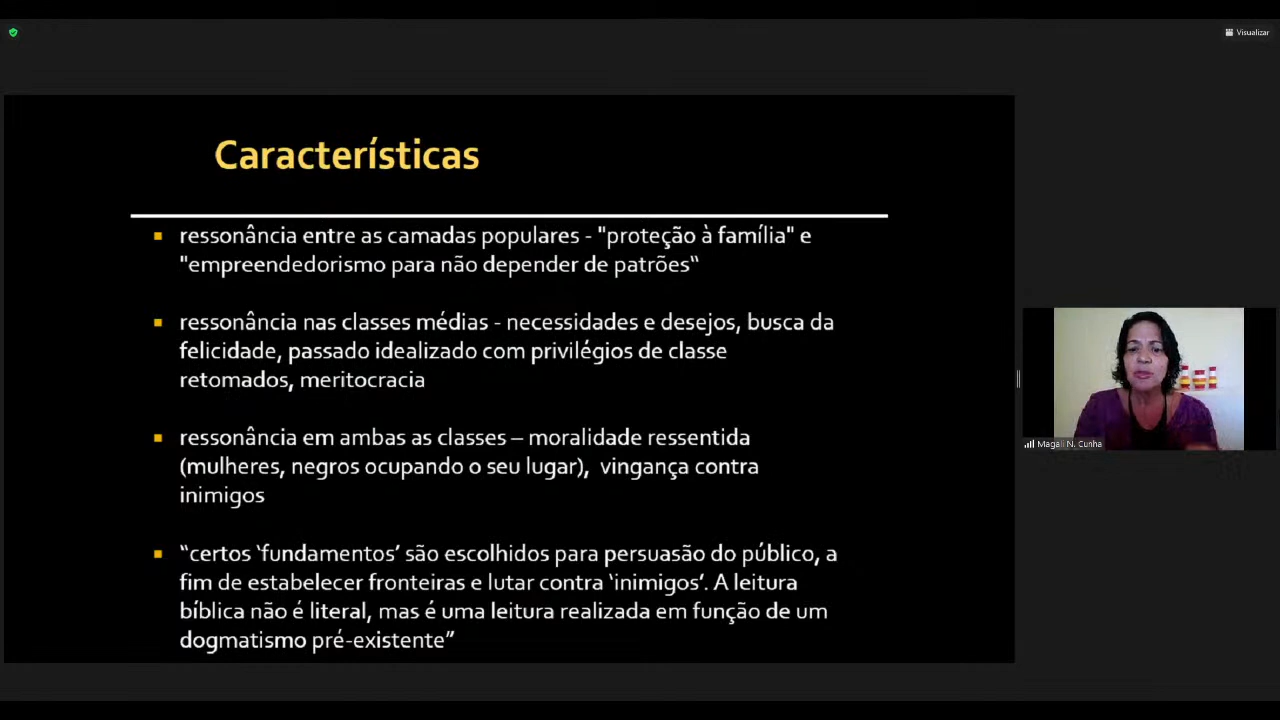 Visualizar
Características
ressonância entre as camadas populares - "proteção à família" e
"empreendedorismo para não depender de patrões“
ressonância nas classes médias - necessidades e desejos, busca da
felicidade, passado idealizado com privilégios de classe
retomados, meritocracia
ressonância em ambas as classes – moralidade ressentida
(mulheres, negros ocupando o seu lugar),  vingança contra
inimigos
“certos ‘fundamentos’ são escolhidos para persuasão do público, a
fim de estabelecer fronteiras e lutar contra ‘inimigos’. A leitura
bíblica não é literal, mas é uma leitura realizada em função de um
dogmatismo pré-existente”
Magali N. Cunha